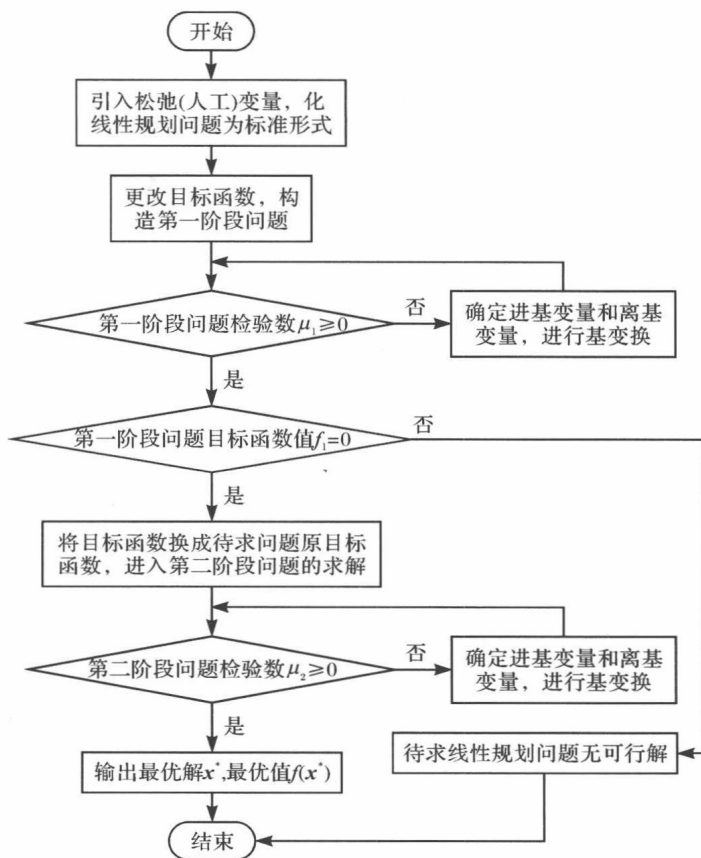 开始
引入松弛(人工)变量，化
线性规划问题为标准形式
更改目标函数，构
造第一阶段问题
第一阶段问题检验数μ₁≥0
否
确定进基变量和离基
变量，进行基变换
是
第一阶段问题目标函数值f₁=0
否
是
将目标函数换成待求问题原目标
函数，进入第二阶段问题的求解
第二阶段问题检验数μ₂≥0
否
确定进基变量和离基
变量，进行基变换
是
输出最优解x*,最优值f(x*)
待求线性规划问题无可行解
结束